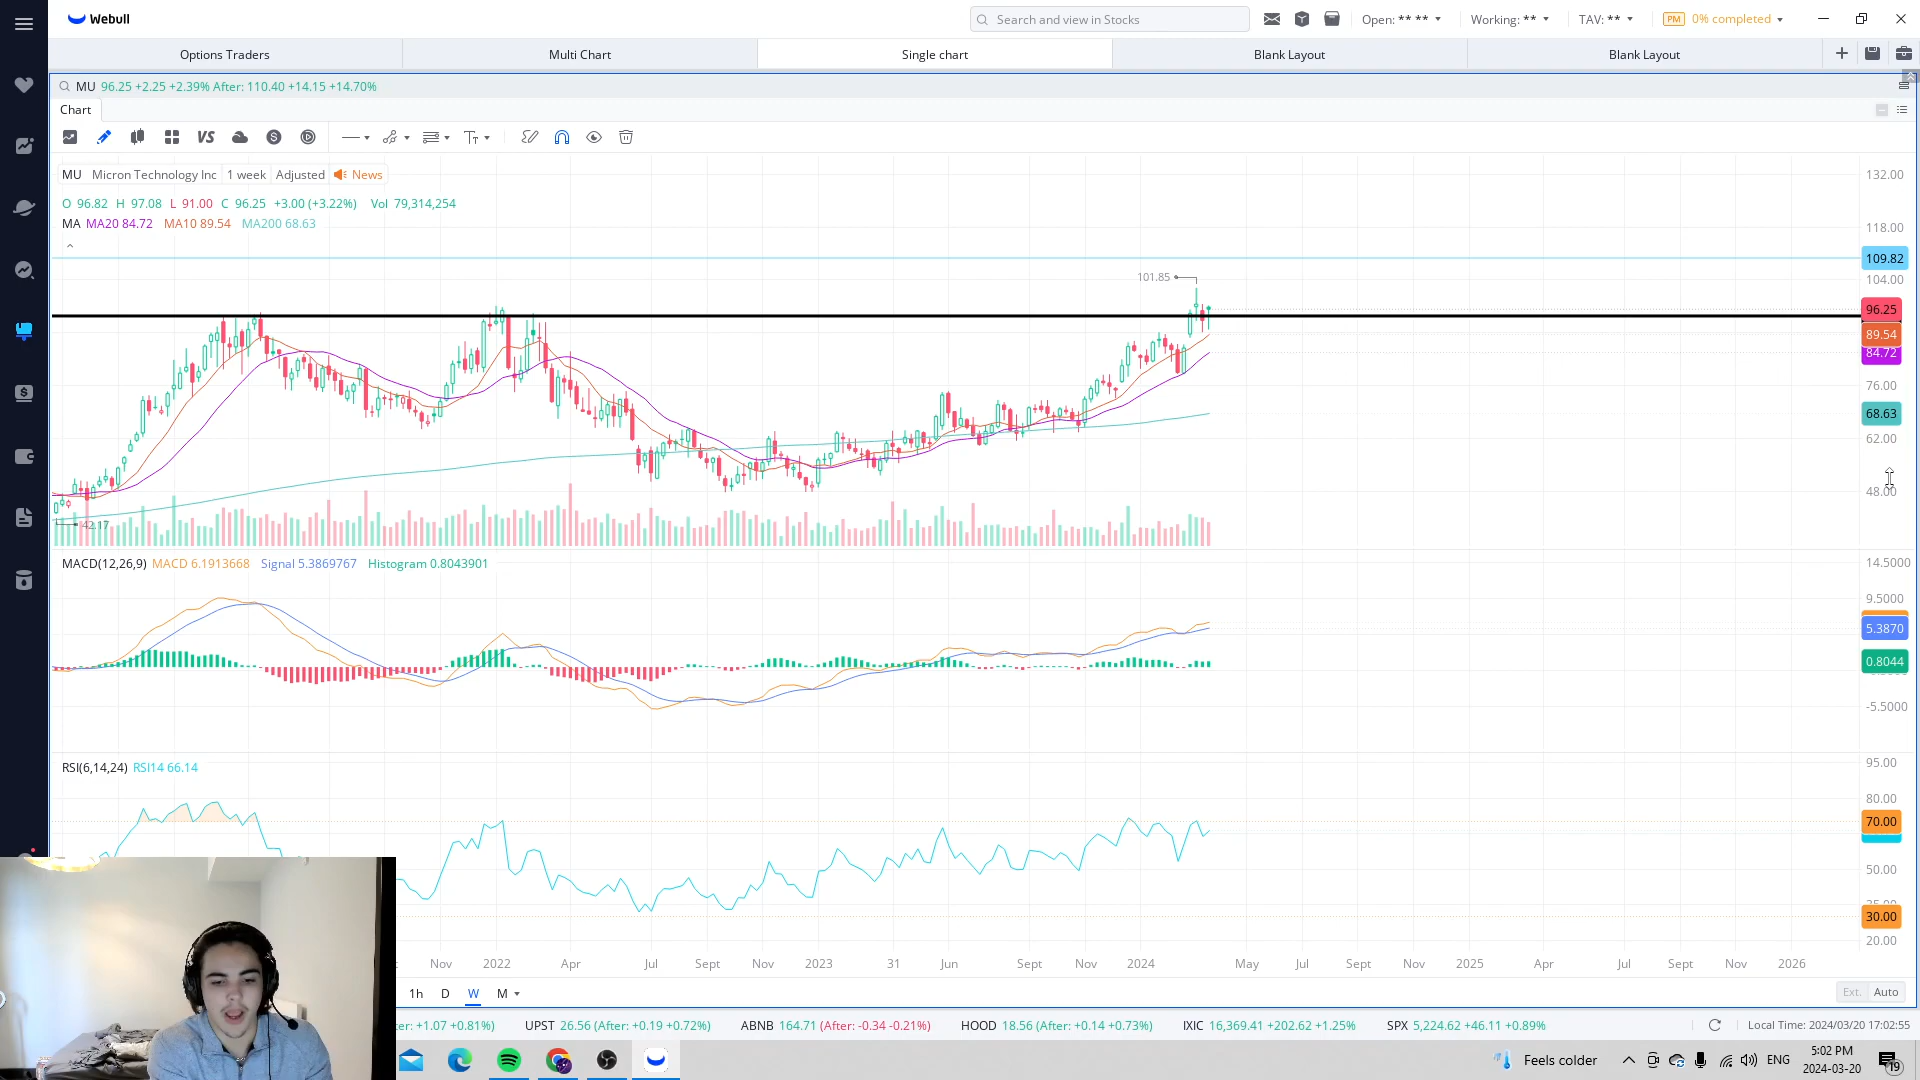 Webull
Search and view in Stocks
Open: ** **
Working: **
TAV: **
PM 0% completed
Options Traders
Multi Chart
Single chart
Blank Layout
Blank Layout
MU 96.25 +2.25 +2.39% After: 110.40 +14.15 +14.70%
Chart
VS
MU Micron Technology Inc 1 week Adjusted News
O 96.82 H 97.08 L 91.00 C 96.25 +3.00 (+3.22%) Vol 79,314,254
MA MA20 84.72 MA10 89.54 MA200 68.63
132.00
118.00
109.82
104.00
101.85
96.25
89.54
84.72
76.00
68.63
62.00
48.00
42.17
MACD(12,26,9) MACD 6.1913668 Signal 5.3869767 Histogram 0.8043901
14.5000
9.5000
5.3870
0.8044
-5.5000
RSI(6,14,24) RSI14 66.14
95.00
80.00
70.00
50.00
30.00
20.00
Nov 2022 Apr Jul Sept Nov 2023 31 Jun Sept Nov 2024 May Jul Sept Nov 2025 Apr Jul Sept Nov 2026
1h D W M
Ext. Auto
+1.07 +0.81%) UPST 26.56 (After: +0.19 +0.72%) ABNB 164.71 (After: -0.34 -0.21%) HOOD 18.56 (After: +0.14 +0.73%) IXIC 16,369.41 +202.62 +1.25% SPX 5,224.62 +46.11 +0.89%
Local Time: 2024/03/20 17:02:55
Feels colder
ENG
5:02 PM
2024-03-20
19